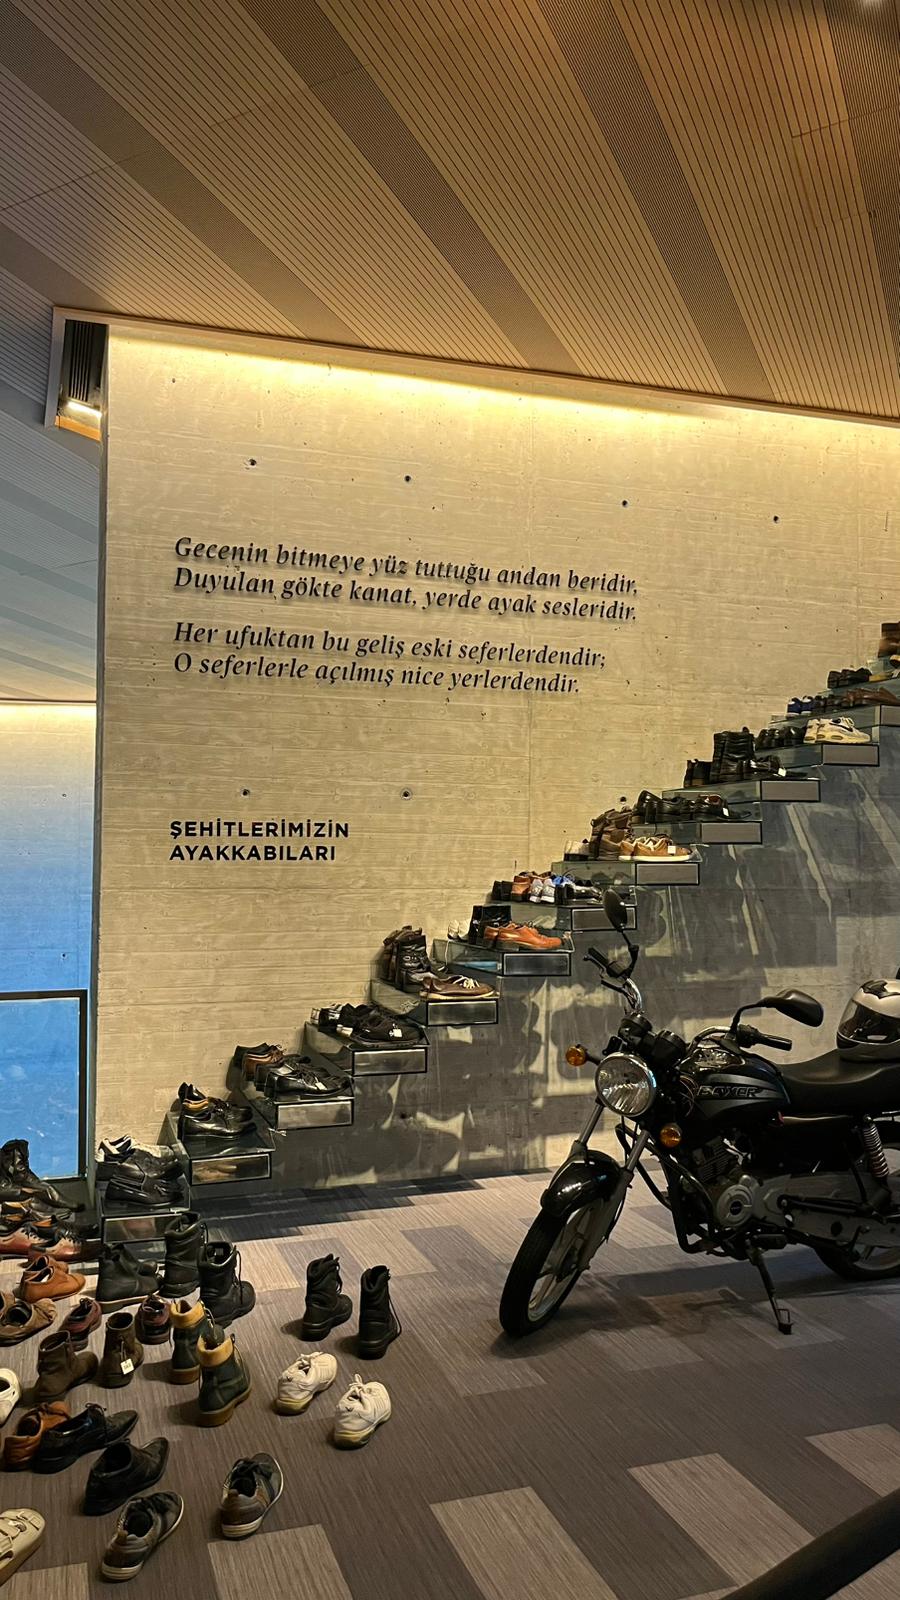 Gecenin bitmeye yüz tuttuğu andan beridir,
Duyulan gökte kanat, yerde ayak sesleridir.
Her ufuktan bu geliş eski seferlerdendir;
O seferlerle açılmış nice yerlerdendir.
ŞEHİTLERİMİZİN
AYAKKABILARI
BOXER